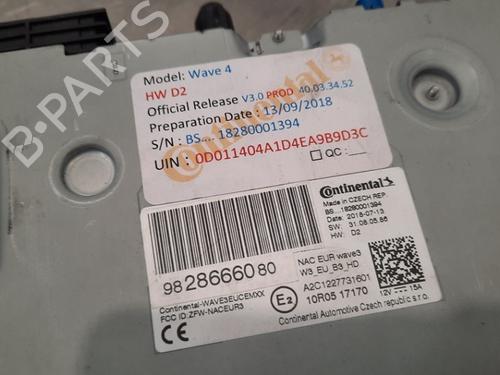 Model: Wave 4
HW D2
Official Release V3.0 PROD 40.03.34.52
Preparation Date : 13/09/2018
S/N : BS.... 18280001394
UIN : 0D011404A1D4EA9B9D3C
QC:
Continental
Continental
Made in CZECH REP.
BS...18280001394
Date: 2018-07-13
SW: 31.08.05.86
HW: D2
98 286660 80
NAC EUR wave3
W3_EU_B3_HD
Continental-WAVE3EUCEMXX
FCC ID:ZFW-NACEUR3
CE
E2
A2C1227731601
10R05 17170
12V 15A
Continental Automotive Czech republic s.r.o.
B-PARTS